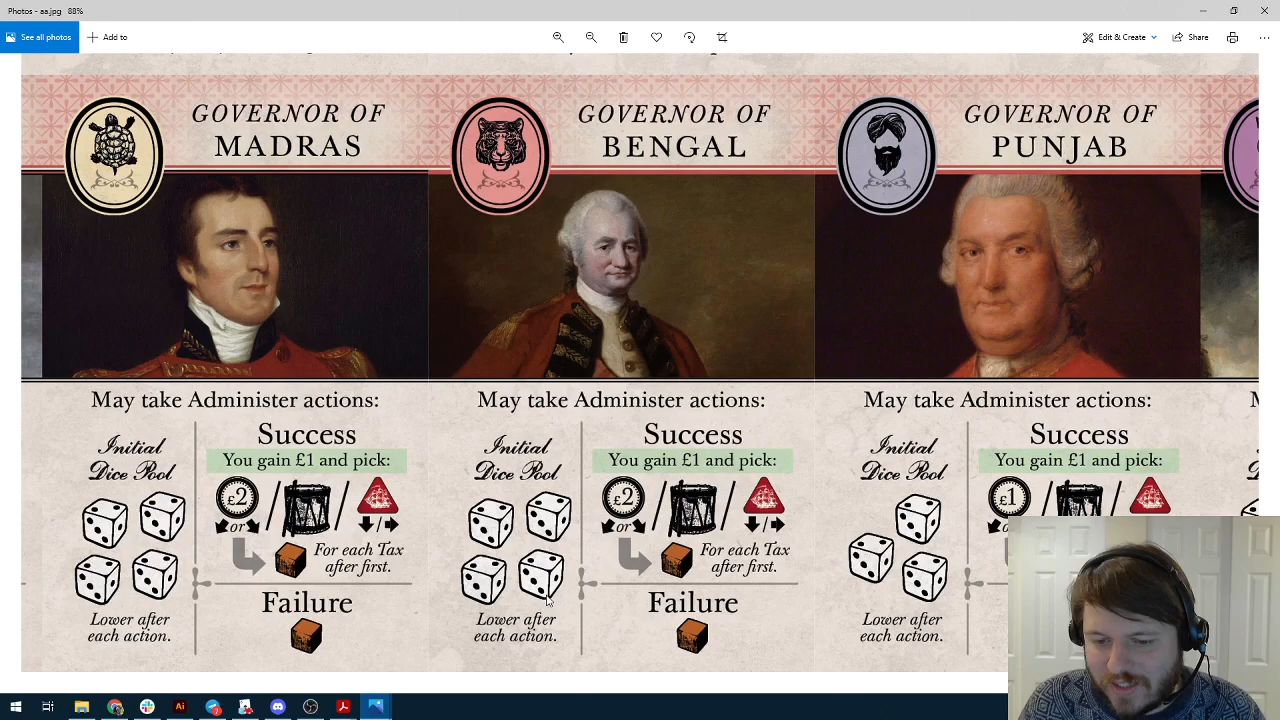 Photos - aa.jpg 88%
See all photos
Add to
Edit & Create
Share
GOVERNOR OF
MADRAS
May take Administer actions:
Initial
Dice Pool
Lower after
each action.
Success
You gain £1 and pick:
£2
or
For each Tax
after first.
Failure
GOVERNOR OF
BENGAL
May take Administer actions:
Initial
Dice Pool
Lower after
each action.
Success
You gain £1 and pick:
£2
or
For each Tax
after first.
Failure
GOVERNOR OF
PUNJAB
May take Administer actions:
Initial
Dice Pool
Lower after
each action.
Success
You gain £1 and pick:
£1
Ai